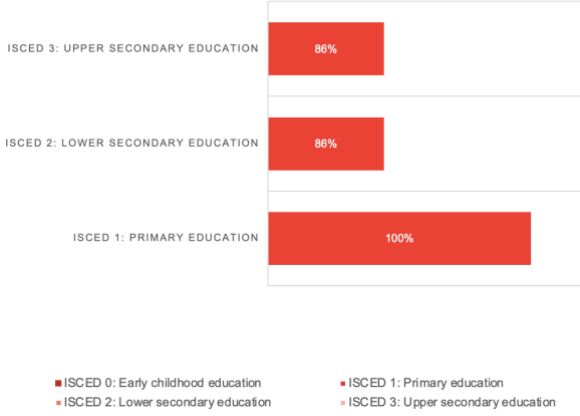 ISCED 3: UPPER SECONDARY EDUCATION 86%
ISCED 2: LOWER SECONDARY EDUCATION 86%
ISCED 1: PRIMARY EDUCATION 100%
ISCED 0: Early childhood education ISCED 1: Primary education
ISCED 2: Lower secondary education ISCED 3: Upper secondary education